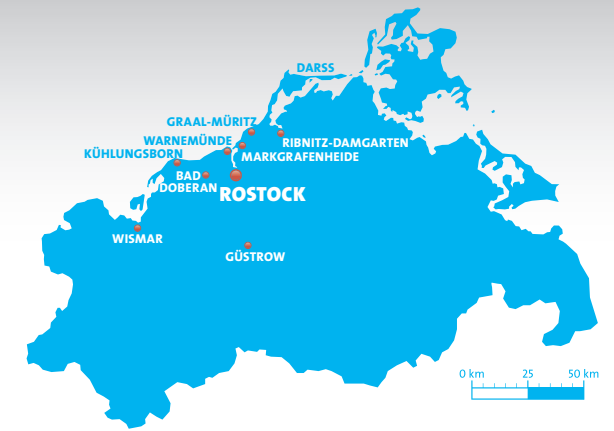 DARSS
GRAAL-MÜRITZ
WARNEMÜNDE
RIBNITZ-DAMGARTEN
KÜHLUNGSBORN
MARKGRAFENHEIDE
BAD
DOBERAN
ROSTOCK
WISMAR
GÜSTROW
0 km 25 50 km